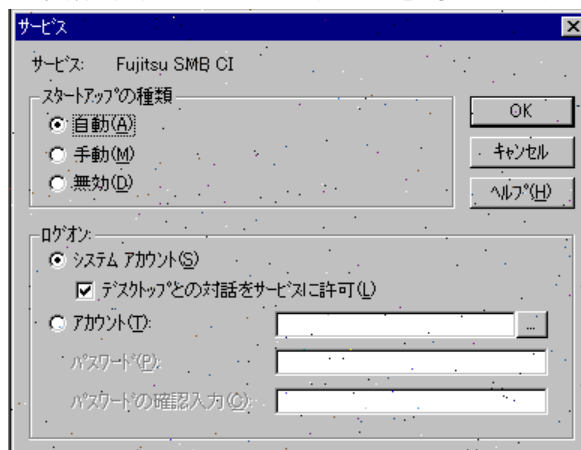 サービス
サービス: Fujitsu SMB CI
スタートアップの種類
自動(A)
手動(M)
無効(D)
OK
キャンセル
ヘルプ(H)
ログオン:
システム アカウント(S)
デスクトップとの対話をサービスに許可(L)
アカウント(T):
...
パスワード(P):
パスワードの確認入力(C):